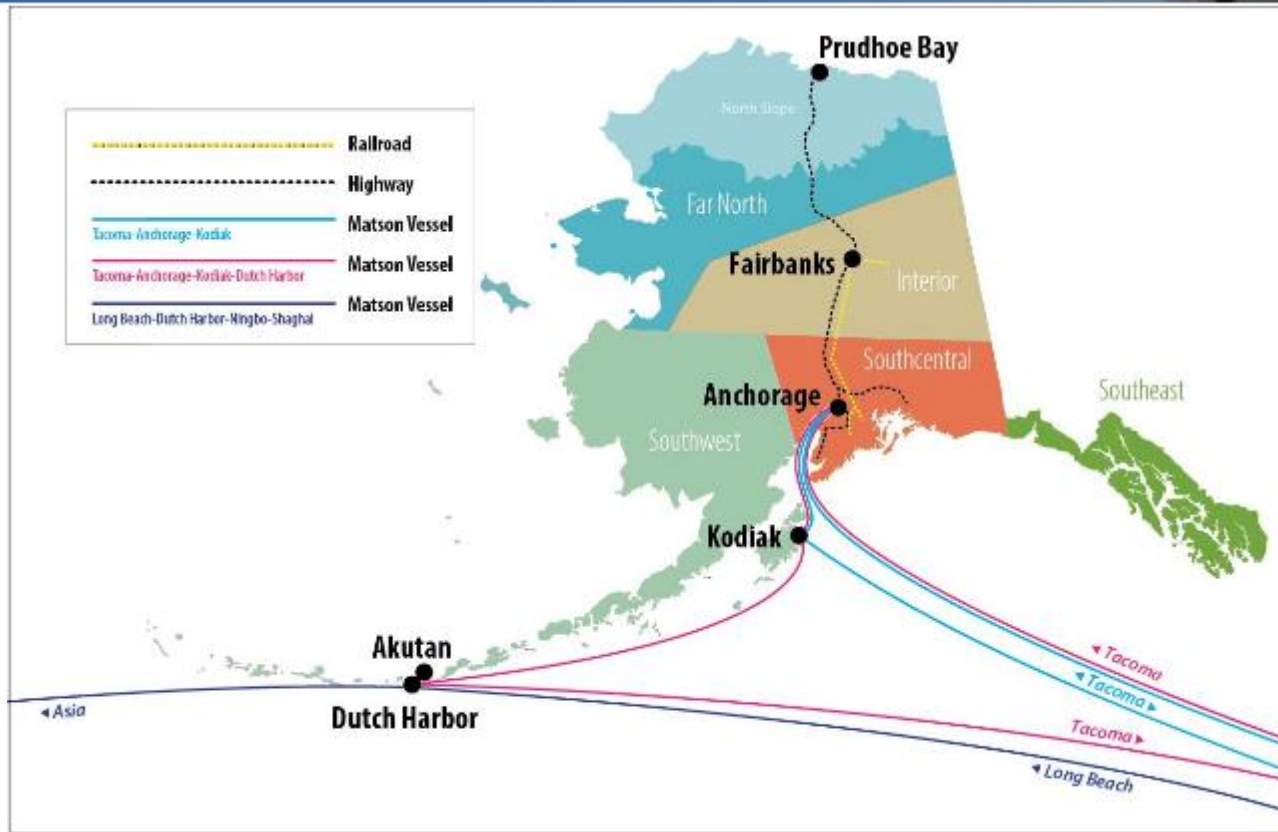 Prudhoe Bay
North Slope
Railroad
Highway
Matson Vessel
Tacoma-Anchorage-Kodiak
Matson Vessel
Tacoma-Anchorage-Kodiak-Dutch Harbor
Matson Vessel
Long Beach-Dutch Harbor-Ningbo-Shaghai
Far North
Fairbanks
Interior
Southcentral
Anchorage
Southeast
Southwest
Kodiak
Akutan
Dutch Harbor
◄ Asia
◄ Tacoma
◄ Tacoma ►
Tacoma ►
◄ Long Beach